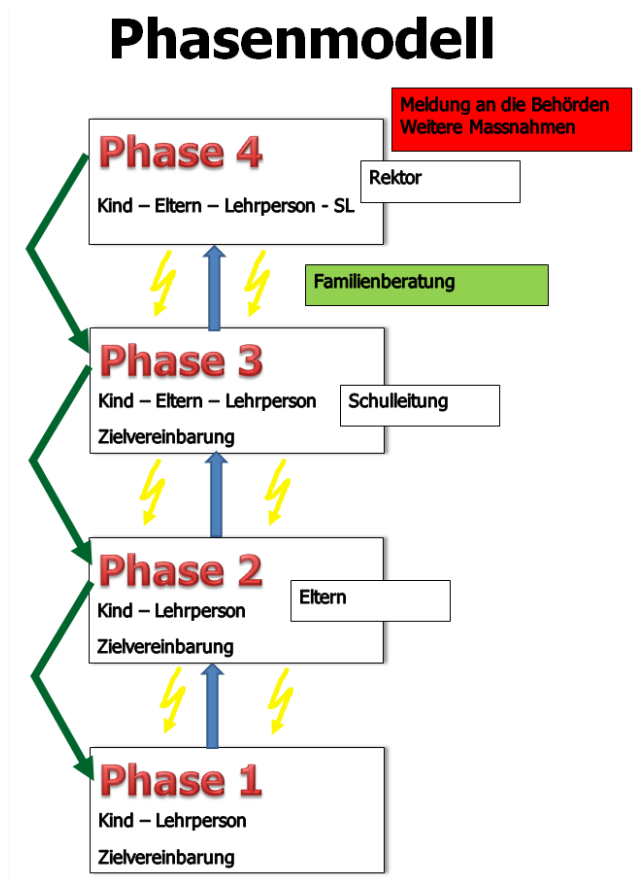 Phasenmodell
Meldung an die Behörden
Weitere Massnahmen
Phase 4
Rektor
Kind – Eltern – Lehrperson - SL
Familienberatung
Phase 3
Kind – Eltern – Lehrperson
Schulleitung
Zielvereinbarung
Phase 2
Eltern
Kind – Lehrperson
Zielvereinbarung
Phase 1
Kind – Lehrperson
Zielvereinbarung